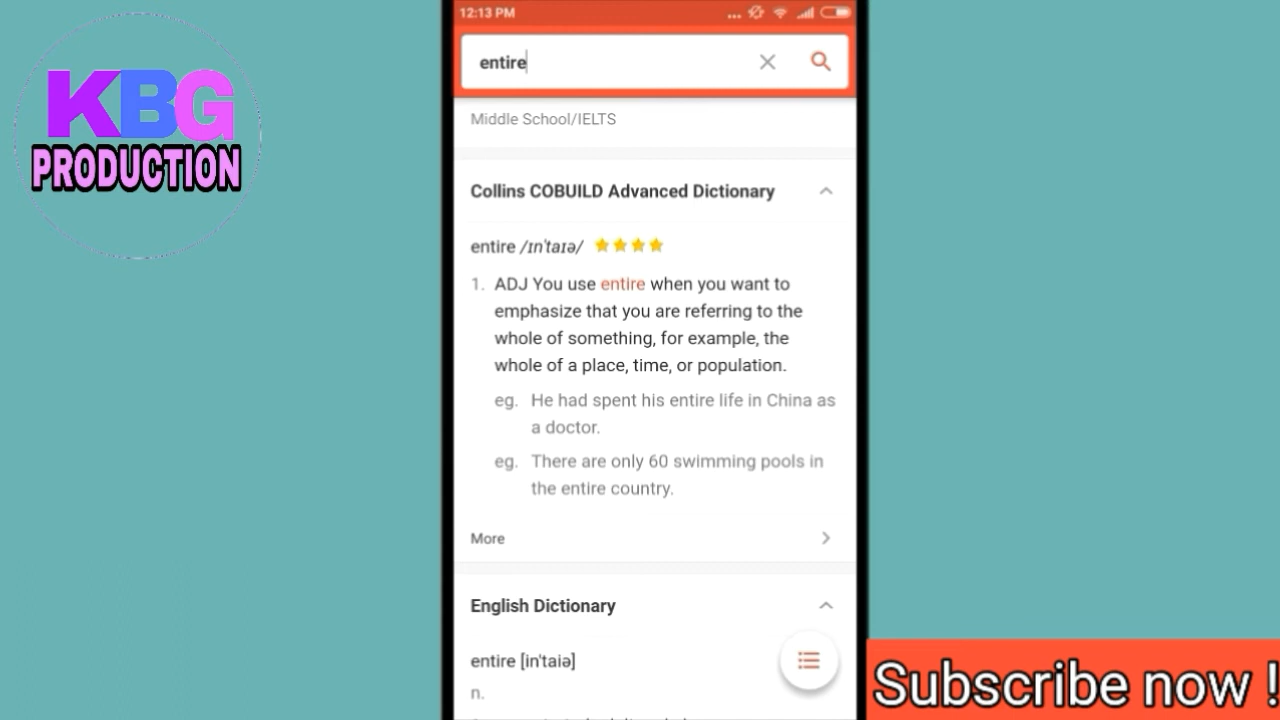 KBG
PRODUCTION
12:13 PM
entire
Middle School/IELTS
Collins COBUILD Advanced Dictionary
entire /ɪn'taɪə/
1. ADJ You use entire when you want to
emphasize that you are referring to the
whole of something, for example, the
whole of a place, time, or population.
eg. He had spent his entire life in China as
a doctor.
eg. There are only 60 swimming pools in
the entire country.
More
English Dictionary
entire [in'taiə]
n.
Subscribe now !